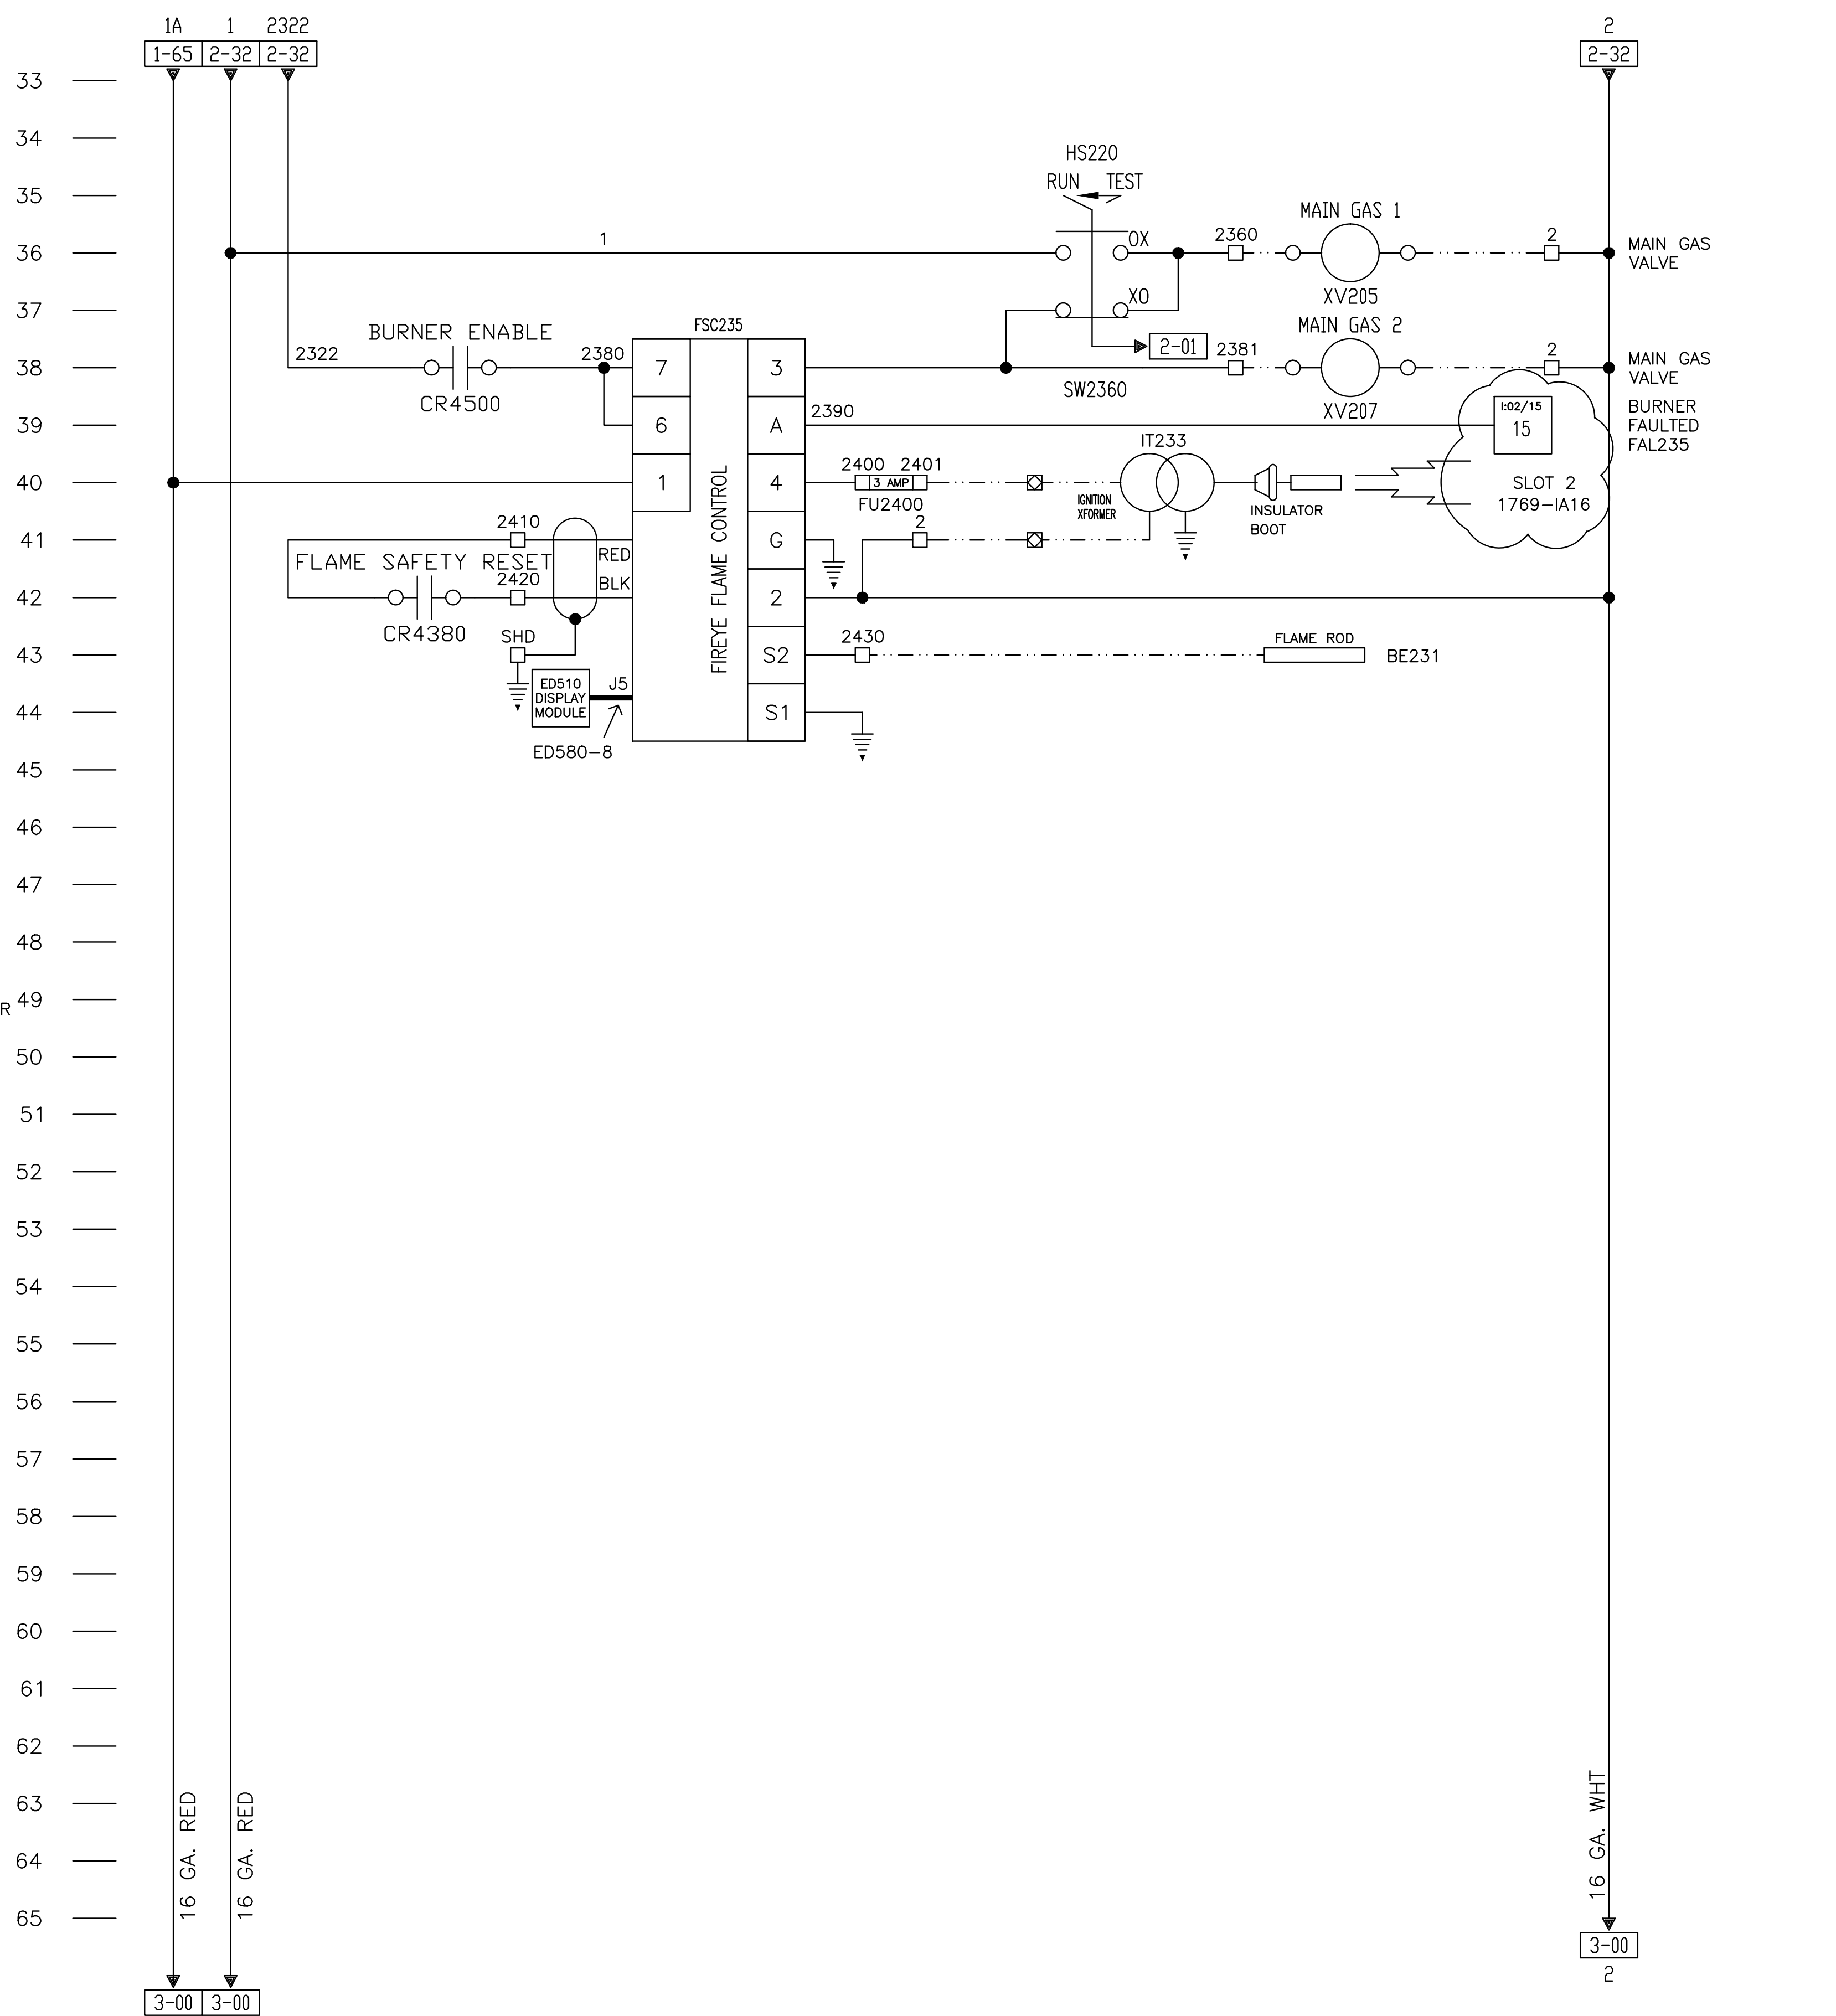 1A 1 2322 2
1-65 2-32 2-32 2-32
33
34
HS220
35 RUN TEST
MAIN GAS 1
36 1 OX 2360 2 MAIN GAS
VALVE
37 XO XV205
BURNER ENABLE FSC235 MAIN GAS 2
2-01
38 2322 2380 7 3 2381 2 MAIN GAS
VALVE
CR4500 SW2360 XV207
39 6 A 2390 I:02/15
15
BURNER
FAULTED
FAL235
IT233
40 1 4 2400 2401
3 AMP
FU2400
IGNITION
XFORMER
INSULATOR
BOOT
SLOT 2
1769-IA16
41 2410 RED G 2
FLAME SAFETY RESET
42 2420 BLK 2
CR4380
FIREYE FLAME CONTROL
43 SHD S2 2430 FLAME ROD BE231
ED510
DISPLAY
MODULE
J5
44 S1
ED580-8
45
46
47
48
49
R
50
51
52
53
54
55
56
57
58
59
60
61
62
63
64
65
16 GA. RED
16 GA. RED
16 GA. WHT
3-00
2
3-00 3-00